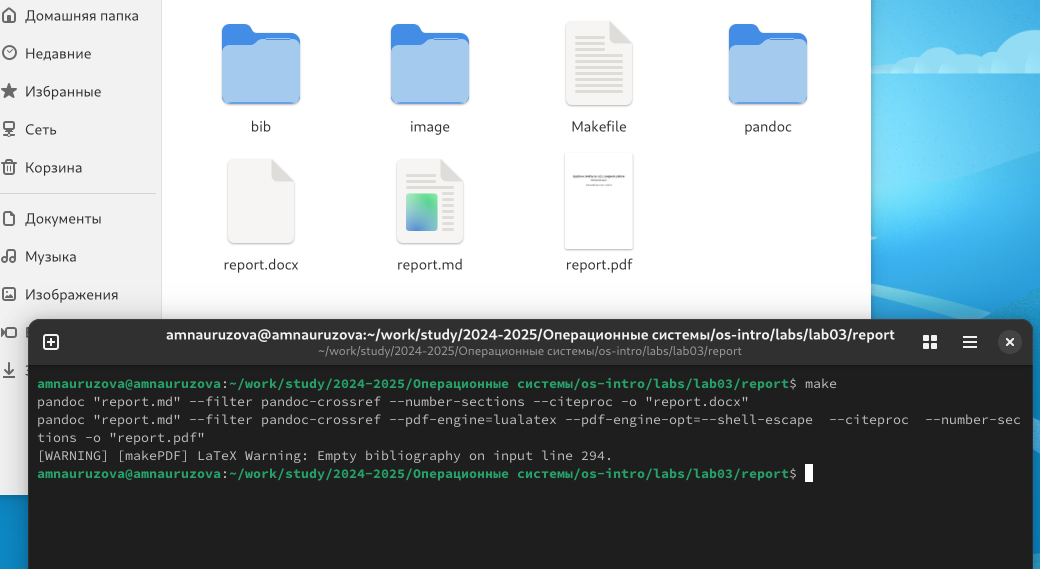 Домашняя папка
Недавние
Избранные
Сеть
Корзина
Документы
Музыка
Изображения
bib
image
Makefile
pandoc
report.docx
report.md
report.pdf
amnauruzova@amnauruzova:~/work/study/2024-2025/Операционные системы/os-intro/labs/lab03/report
~/work/study/2024-2025/Операционные системы/os-intro/labs/lab03/report
amnauruzova@amnauruzova:~/work/study/2024-2025/Операционные системы/os-intro/labs/lab03/report$ make
pandoc "report.md" --filter pandoc-crossref --number-sections --citeproc -o "report.docx"
pandoc "report.md" --filter pandoc-crossref --pdf-engine=lualatex --pdf-engine-opt=--shell-escape  --citeproc  --number-sec
tions -o "report.pdf"
[WARNING] [makePDF] LaTeX Warning: Empty bibliography on input line 294.
amnauruzova@amnauruzova:~/work/study/2024-2025/Операционные системы/os-intro/labs/lab03/report$